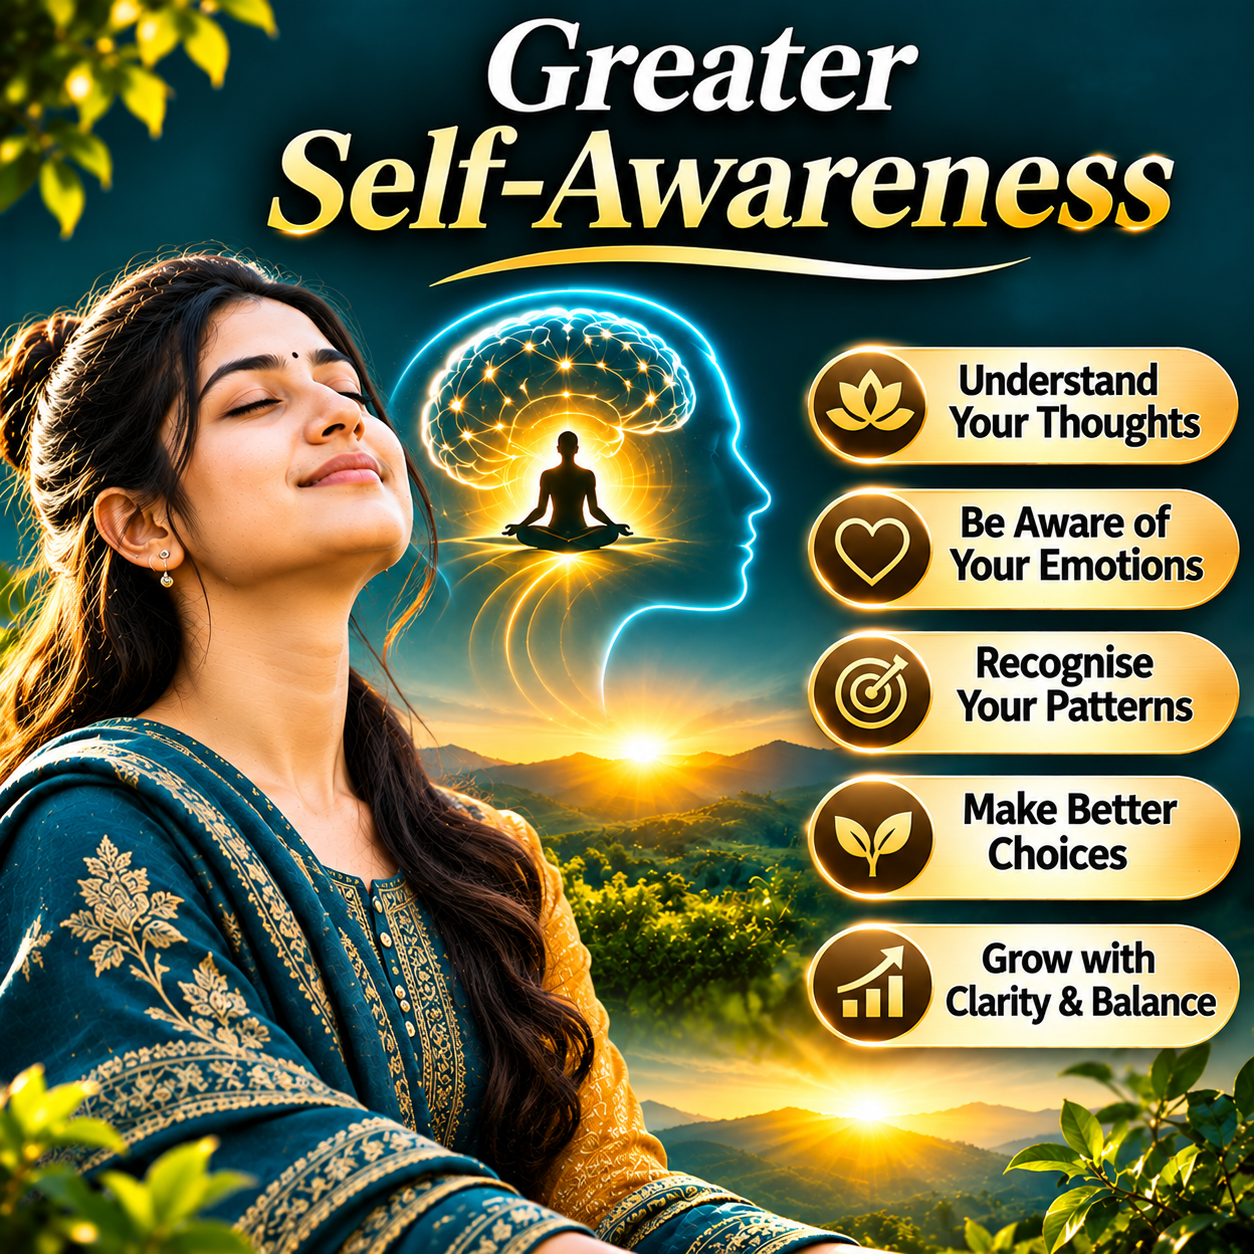 Greater
Self-Awareness
Understand
Your Thoughts
Be Aware of
Your Emotions
Recognise
Your Patterns
Make Better
Choices
Grow with
Clarity & Balance